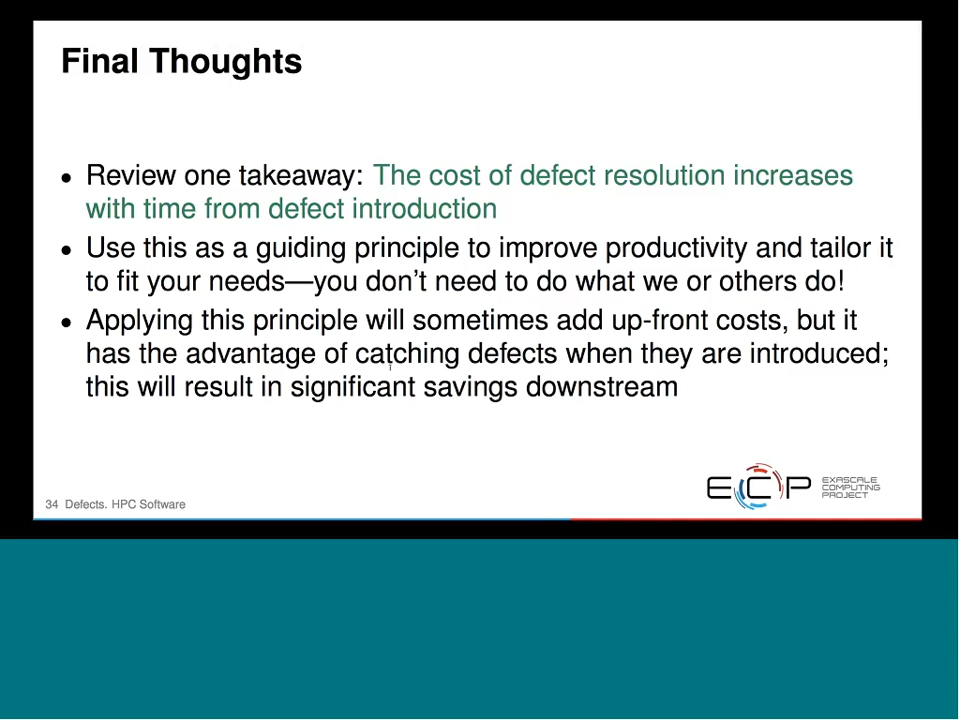 Final Thoughts
• Review one takeaway: The cost of defect resolution increases
with time from defect introduction
• Use this as a guiding principle to improve productivity and tailor it
to fit your needs—you don't need to do what we or others do!
• Applying this principle will sometimes add up-front costs, but it
has the advantage of catching defects when they are introduced;
this will result in significant savings downstream
34 Defects. HPC Software
ECP
EXASCALE
COMPUTING
PROJECT